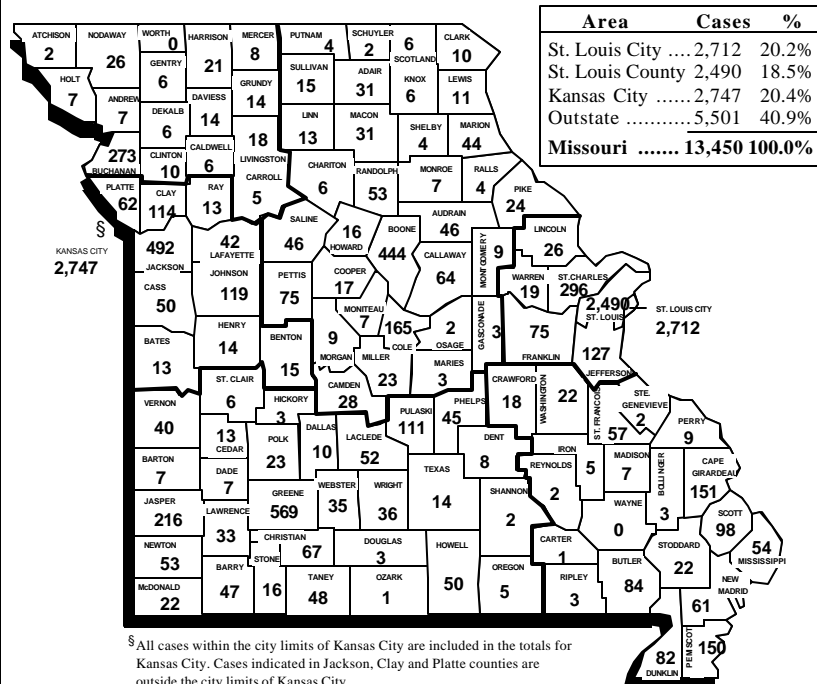 Area Cases %
St. Louis City .... 2,712 20.2%
St. Louis County 2,490 18.5%
Kansas City ...... 2,747 20.4%
Outstate ........... 5,501 40.9%
Missouri ....... 13,450 100.0%
ATCHISON
2
NODAWAY
26
WORTH
0
HARRISON
21
MERCER
8
PUTNAM
4
SCHUYLER
2
6
SCOTLAND
CLARK
10
HOLT
7
ANDREW
7
GENTRY
6
DEKALB
6
DAVIESS
14
GRUNDY
14
SULLIVAN
15
ADAIR
31
KNOX
6
LEWIS
11
LINN
13
MACON
31
SHELBY
4
MARION
44
273
BUCHANAN
CLINTON
10
CALDWELL
6
18
LIVINGSTON
CHARITON
6
RANDOLPH
53
MONROE
7
RALLS
4
PIKE
24
PLATTE
62
CLAY
114
RAY
13
CARROLL
5
§
KANSAS CITY
2,747
492
JACKSON
42
LAFAYETTE
SALINE
46
16
HOWARD
BOONE
444
AUDRAIN
46
CALLAWAY
64
MONTGOMERY
9
LINCOLN
26
WARREN
19
ST.CHARLES
296
2,490
ST. LOUIS
ST. LOUIS CITY
2,712
CASS
50
JOHNSON
119
PETTIS
75
COOPER
17
MONITEAU
7
165
COLE
2
OSAGE
GASCONADE
3
75
FRANKLIN
127
JEFFERSON
BATES
13
HENRY
14
BENTON
15
9
MORGAN
MILLER
23
MARIES
3
CAMDEN
28
ST. CLAIR
6
HICKORY
3
VERNON
40
13
CEDAR
POLK
23
DALLAS
10
LACLEDE
52
PULASKI
111
PHELPS
45
CRAWFORD
18
WASHINGTON
22
ST. FRANCOIS
57
STE.
GENEVIEVE
2
PERRY
9
DENT
8
IRON
5
REYNOLDS
2
MADISON
7
BOLLINGER
3
CAPE
GIRARDEAU
151
BARTON
7
DADE
7
GREENE
569
WEBSTER
35
WRIGHT
36
TEXAS
14
SHANNON
2
WAYNE
0
SCOTT
98
JASPER
216
LAWRENCE
33
CHRISTIAN
67
DOUGLAS
3
HOWELL
50
CARTER
1
BUTLER
84
STODDARD
22
54
MISSISSIPPI
NEWTON
53
BARRY
47
STONE
16
TANEY
48
OZARK
1
OREGON
5
RIPLEY
3
NEW
MADRID
61
McDONALD
22
82
DUNKLIN
PEMISCOT
150
§ All cases within the city limits of Kansas City are included in the totals for
Kansas City. Cases indicated in Jackson, Clay and Platte counties are
outside the city limits of Kansas City.